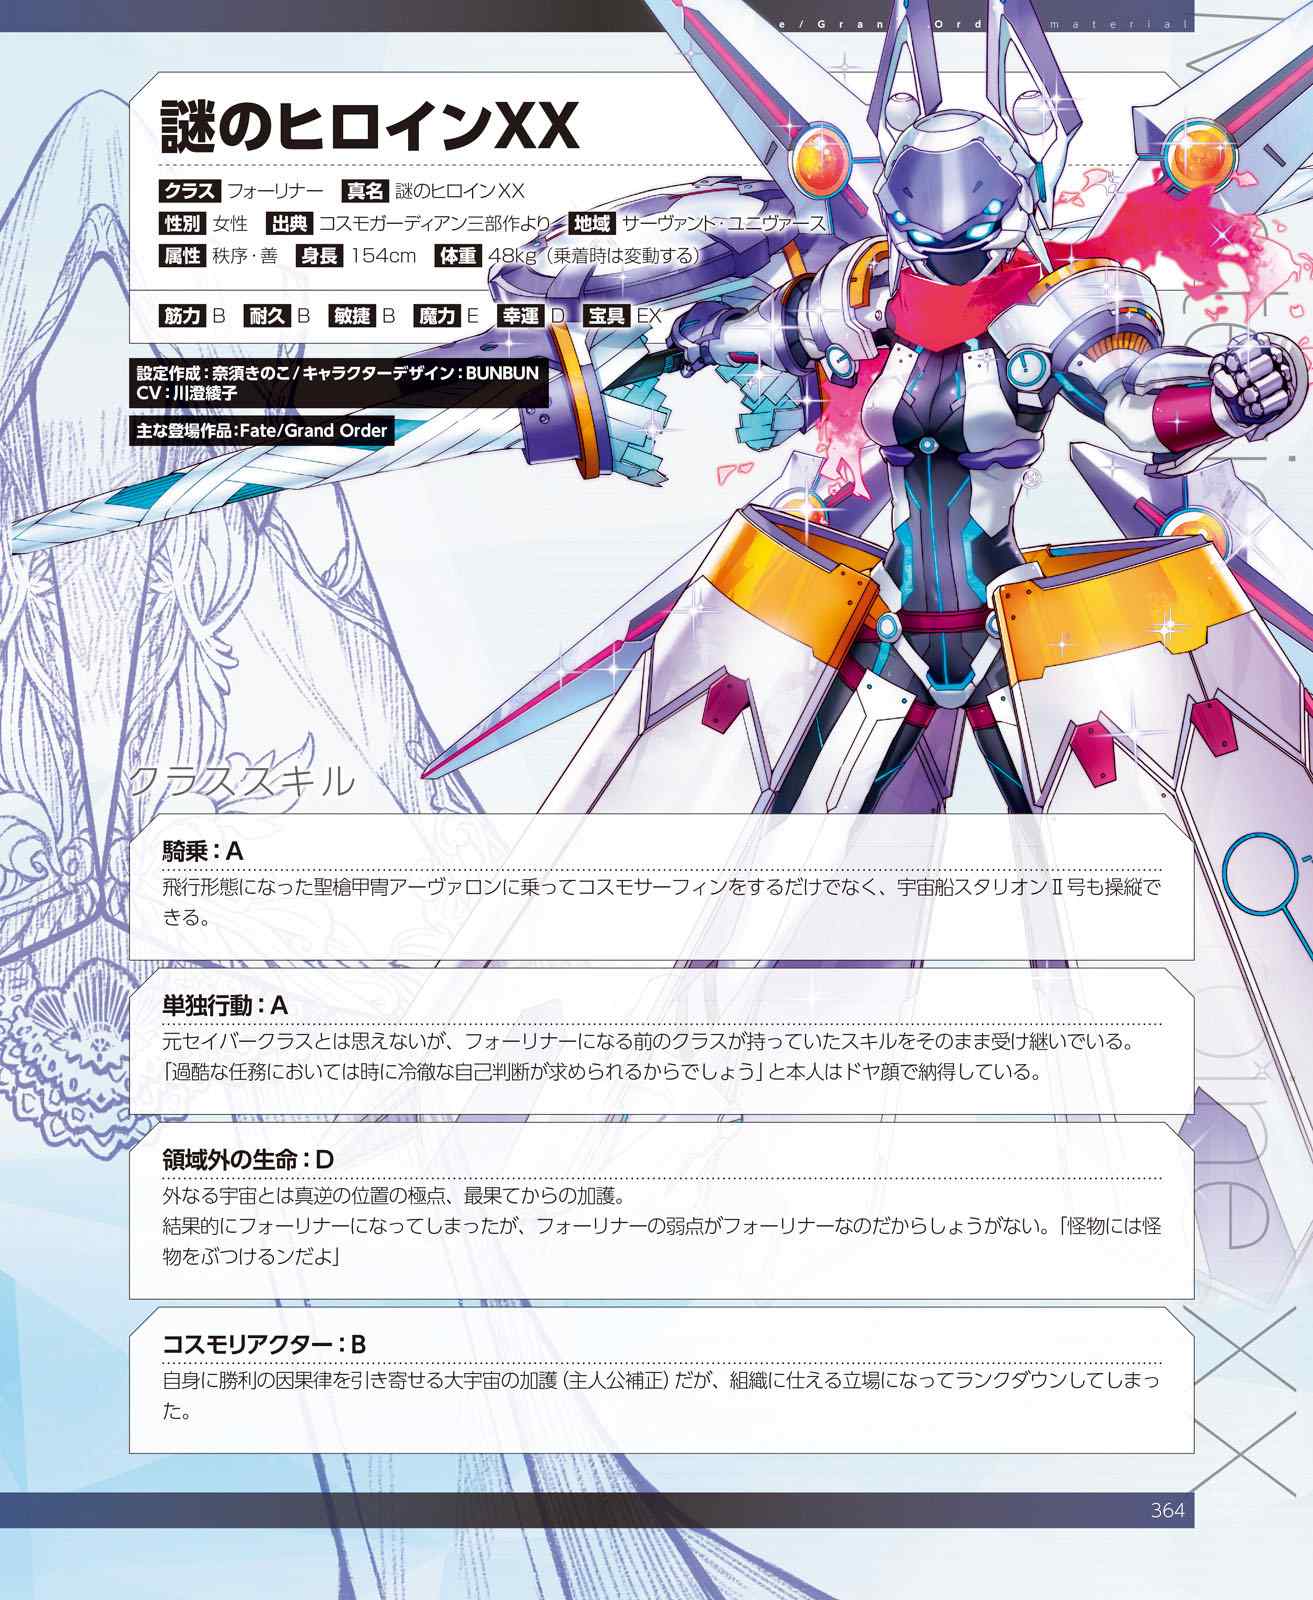 e/Grand Order material
謎のヒロインXX
クラス フォーリナー 真名 謎のヒロインXX
性別 女性 出典 コスモガーディアン三部作より 地域 サーヴァント・ユニヴァース
属性 秩序・善 身長 154cm 体重 48kg（乗着時は変動する）
筋力 B 耐久 B 敏捷 B 魔力 E 幸運 D 宝具 EX
設定作成：奈須きのこ/キャラクターデザイン：BUNBUN
CV：川澄綾子
主な登場作品：Fate/Grand Order
クラススキル
騎乗：A
飛行形態になった聖槍甲冑アーヴァロンに乗ってコスモサーフィンをするだけでなく、宇宙船スタリオンⅡ号も操縦で
きる。
単独行動：A
元セイバークラスとは思えないが、フォーリナーになる前のクラスが持っていたスキルをそのまま受け継いでいる。
「過酷な任務においては時に冷徹な自己判断が求められるからでしょう」と本人はドヤ顔で納得している。
領域外の生命：D
外なる宇宙とは真逆の位置の極点、最果てからの加護。
結果的にフォーリナーになってしまったが、フォーリナーの弱点がフォーリナーなのだからしょうがない。「怪物には怪
物をぶつけるンだよ」
コスモリアクター：B
自身に勝利の因果律を引き寄せる大宇宙の加護（主人公補正）だが、組織に仕える立場になってランクダウンしてしまっ
た。
XX
364